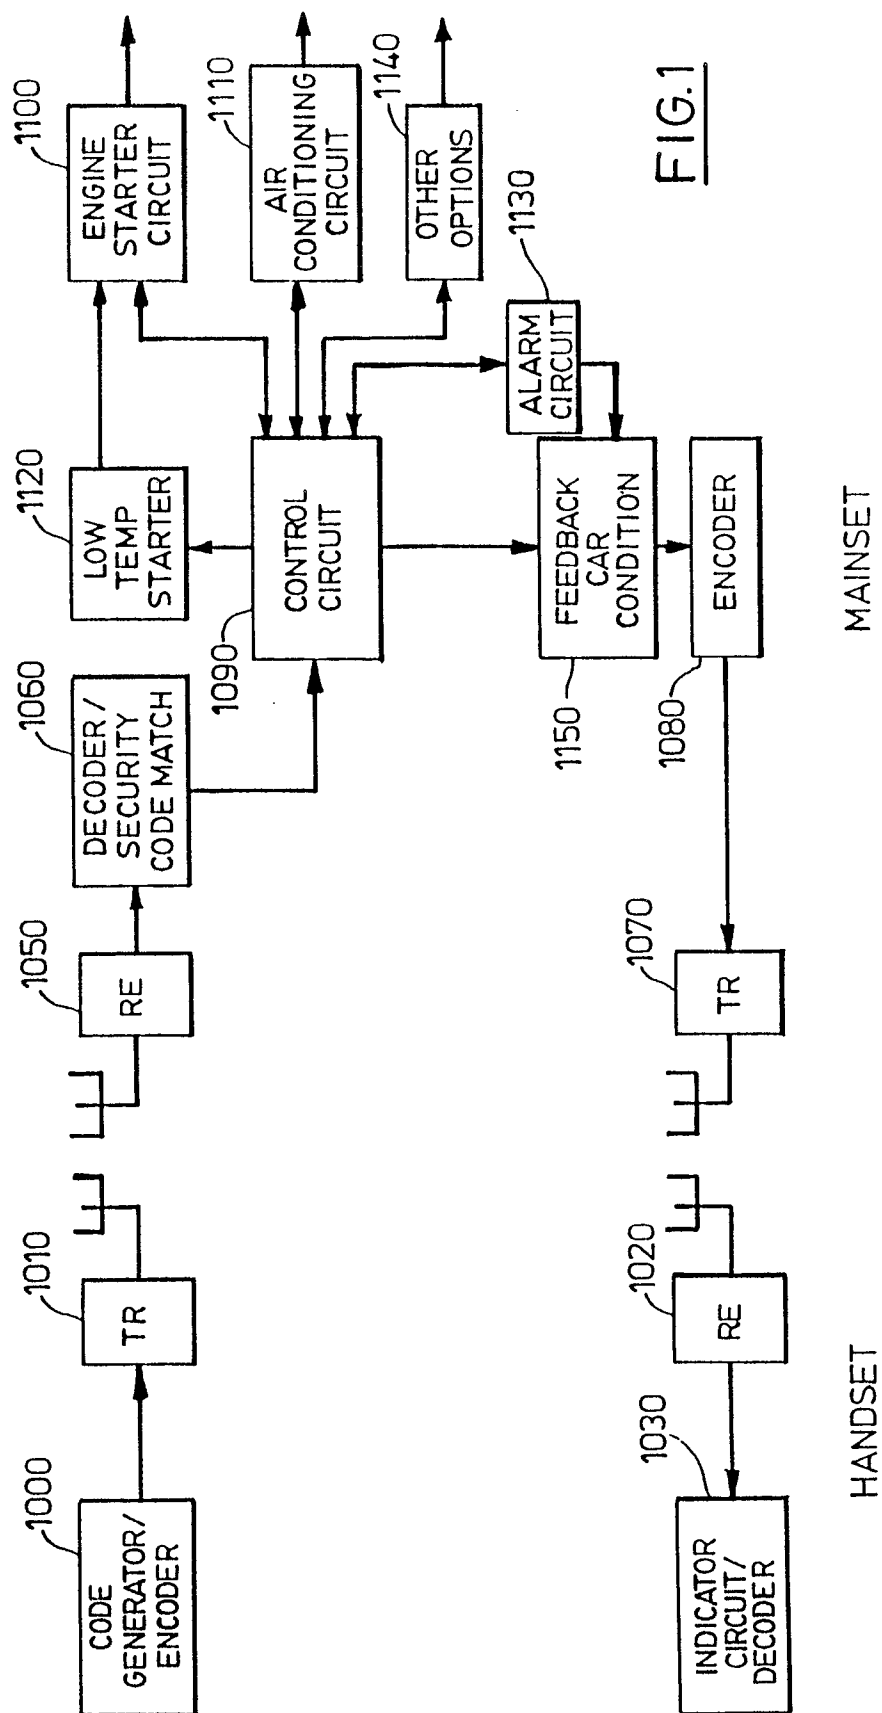 1000
CODE
GENERATOR/
ENCODER
1010
TR
1050
RE
1060
DECODER/
SECURITY
CODE MATCH
1120
LOW
TEMP
STARTER
1100
ENGINE
STARTER
CIRCUIT
1090
CONTROL
CIRCUIT
1110
AIR
CONDITIONING
CIRCUIT
1140
OTHER
OPTIONS
1130
ALARM
CIRCUIT
1150
FEEDBACK
CAR
CONDITION
1080
ENCODER
1070
TR
1020
RE
1030
INDICATOR
CIRCUIT/
DECODER
HANDSET
MAINSET
FIG.1